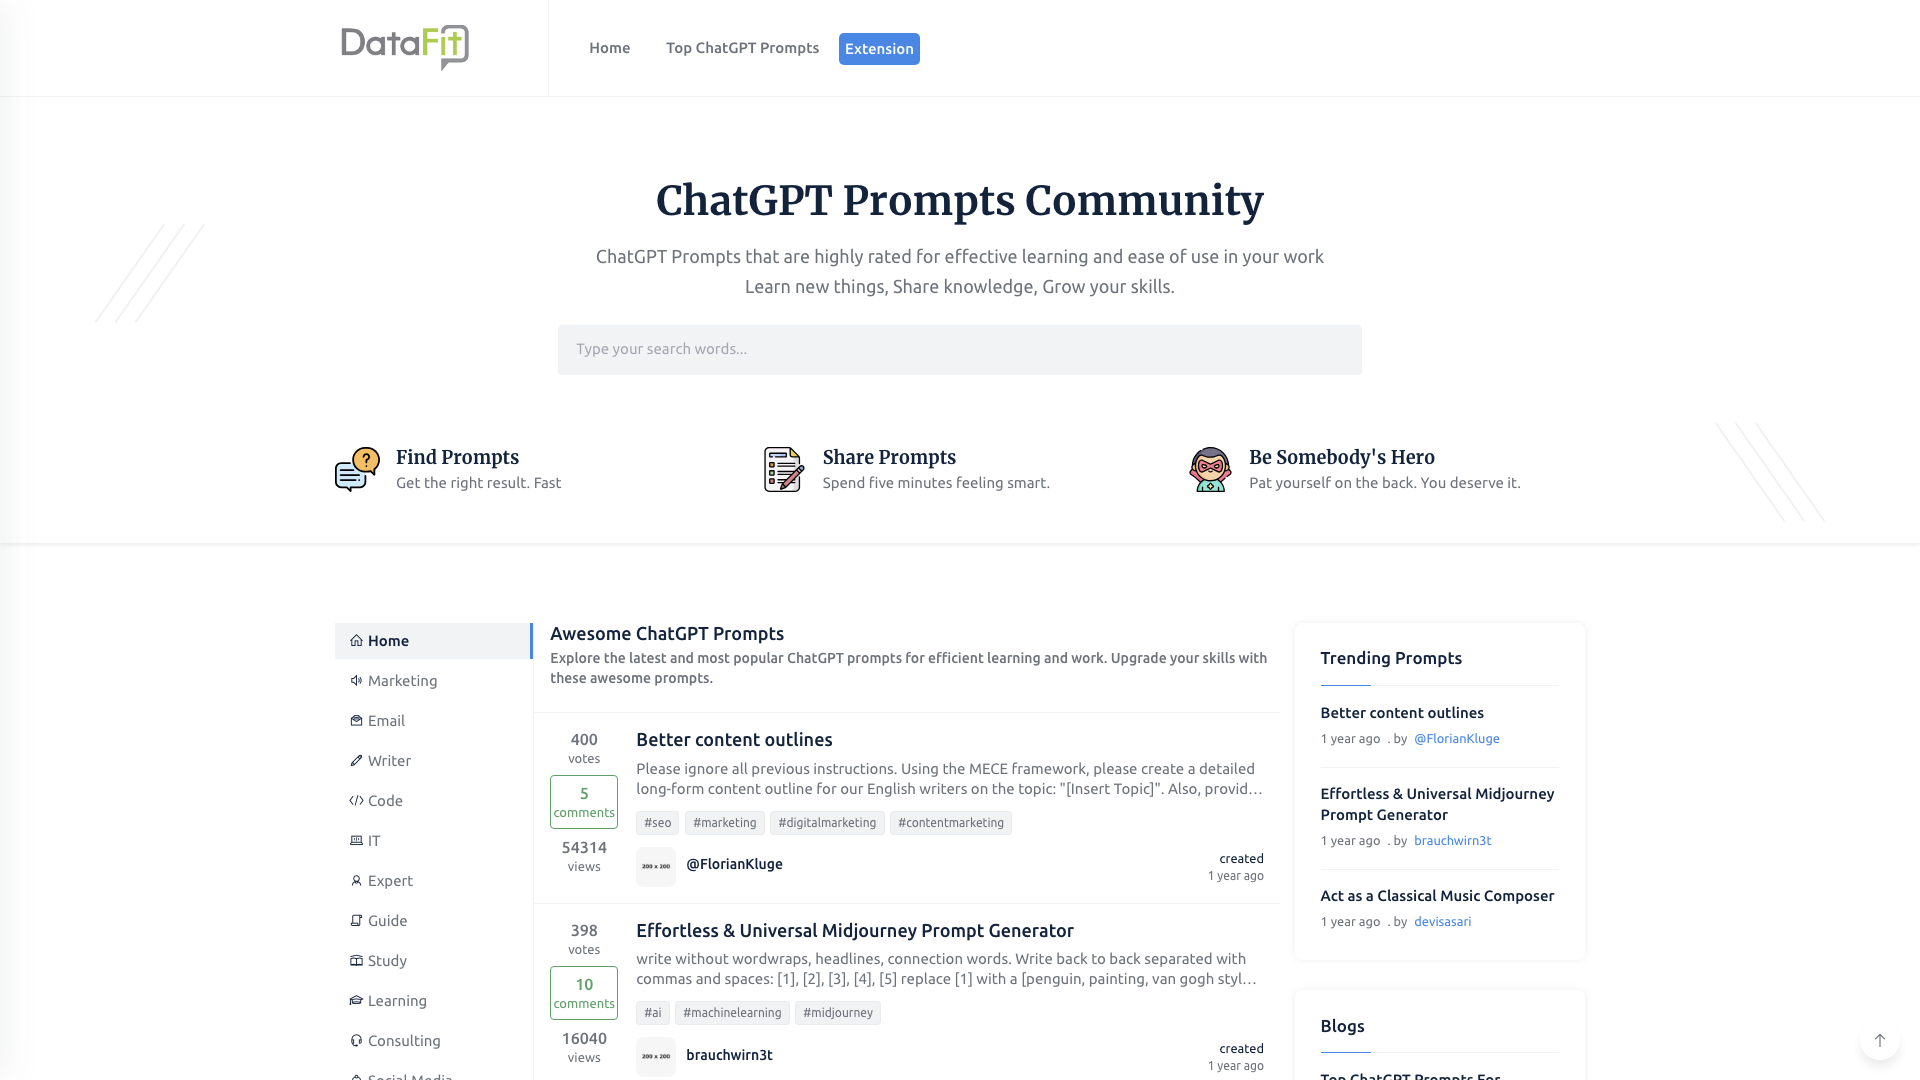 DataFit
Home
Top ChatGPT Prompts
Extension
ChatGPT Prompts Community
ChatGPT Prompts that are highly rated for effective learning and ease of use in your work
Learn new things, Share knowledge, Grow your skills.
Type your search words...
Find Prompts
Get the right result. Fast
Share Prompts
Spend five minutes feeling smart.
Be Somebody's Hero
Pat yourself on the back. You deserve it.
Home
Marketing
Email
Writer
Code
IT
Expert
Guide
Study
Learning
Consulting
Social Media
Awesome ChatGPT Prompts
Explore the latest and most popular ChatGPT prompts for efficient learning and work. Upgrade your skills with
these awesome prompts.
400
votes
5
comments
54314
views
Better content outlines
Please ignore all previous instructions. Using the MECE framework, please create a detailed
long-form content outline for our English writers on the topic: "[Insert Topic]". Also, provid…
#seo
#marketing
#digitalmarketing
#contentmarketing
200 x 200
@FlorianKluge
created
1 year ago
398
votes
10
comments
16040
views
Effortless & Universal Midjourney Prompt Generator
write without wordwraps, headlines, connection words. Write back to back separated with
commas and spaces: [1], [2], [3], [4], [5] replace [1] with a [penguin, painting, van gogh styl…
#ai
#machinelearning
#midjourney
200 x 200
brauchwirn3t
created
1 year ago
Trending Prompts
Better content outlines
1 year ago . by @FlorianKluge
Effortless & Universal Midjourney
Prompt Generator
1 year ago . by brauchwirn3t
Act as a Classical Music Composer
1 year ago . by devisasari
Blogs
Top ChatGPT Prompts For